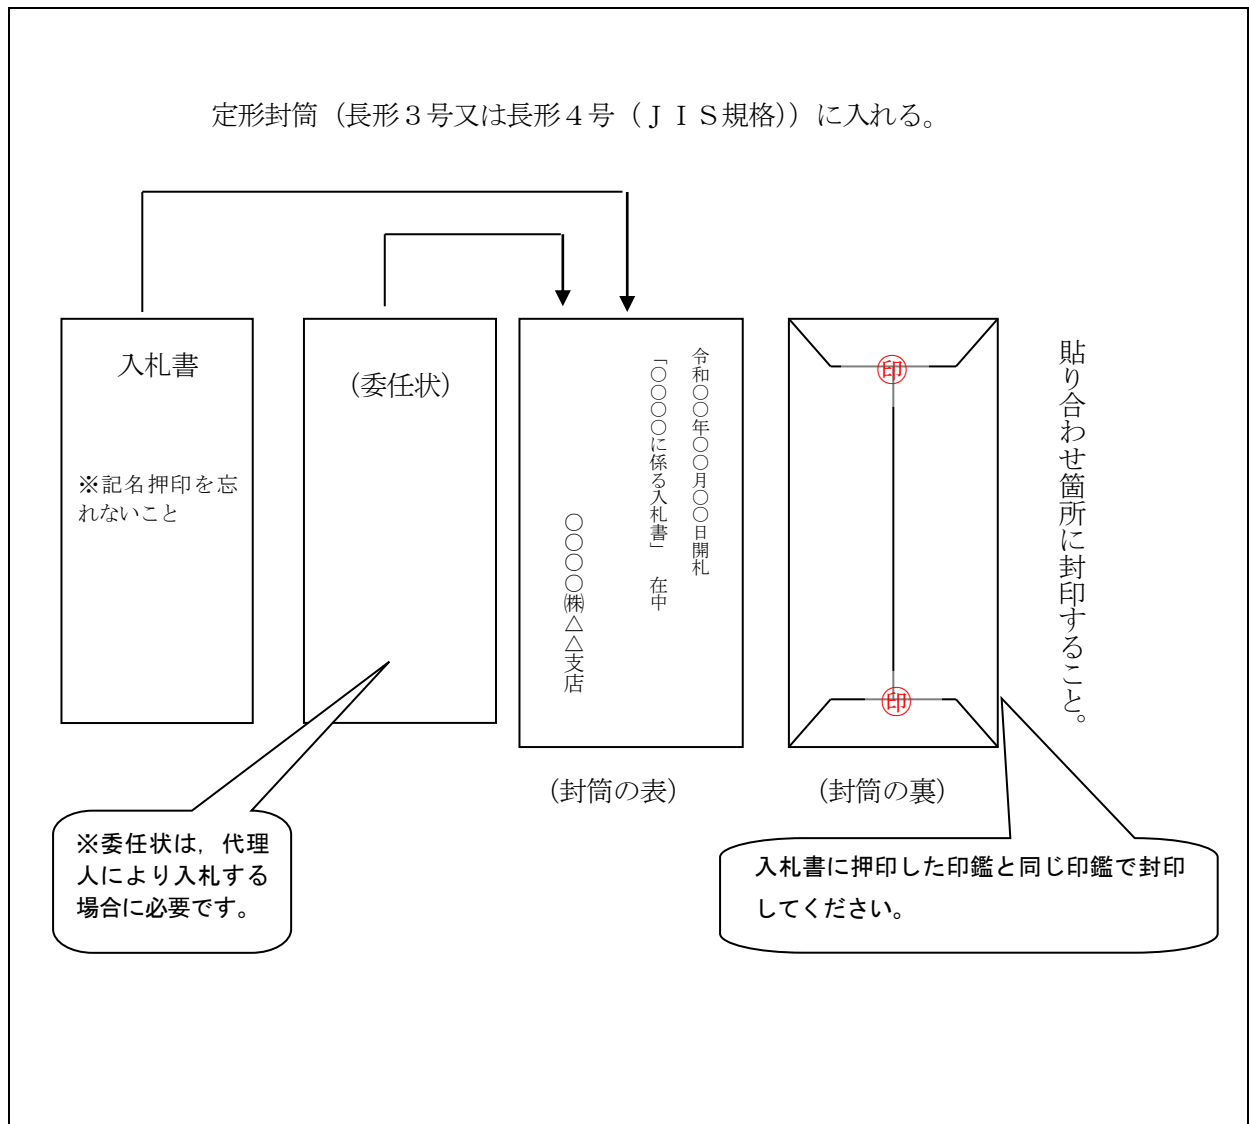 定形封筒（長形３号又は長形４号（ＪＩＳ規格））に入れる。
入札書
※記名押印を忘
れないこと
（委任状）
令和〇〇年〇〇月〇〇日開札
「〇〇〇〇に係る入札書」　在中
〇〇〇〇㈱△△支店
印
印
貼り合わせ箇所に封印すること。
（封筒の表）
（封筒の裏）
※委任状は，代理
人により入札する
場合に必要です。
入札書に押印した印鑑と同じ印鑑で封印
してください。